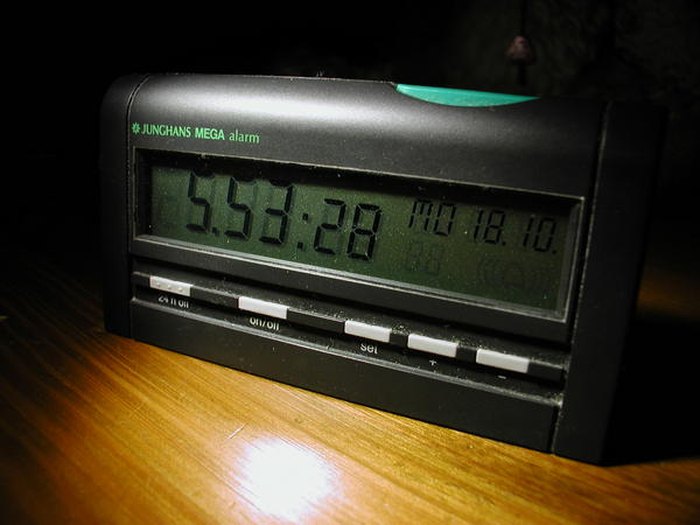 JUNGHANS MEGA alarm
5.53:28 MO 18.10.
24 h off
on/off
set
+
-